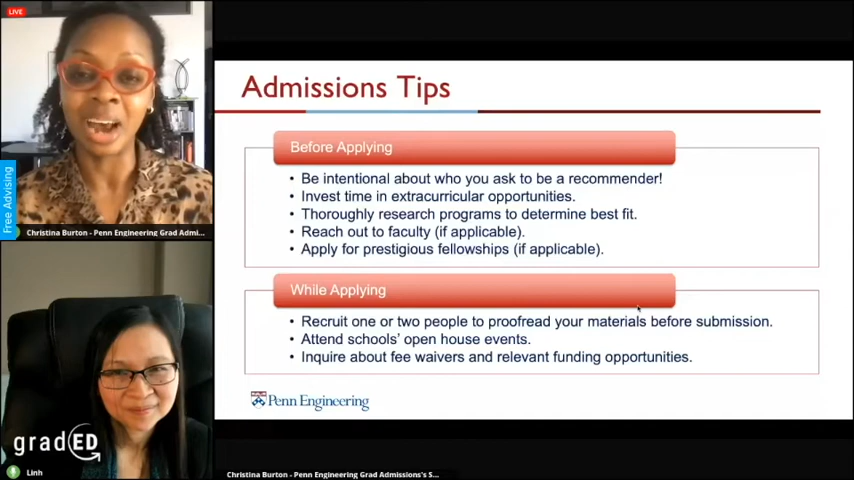 LIVE
Free Advising
Christina Burton - Penn Engineering Grad Admi...
gradED
Linh
Admissions Tips
Before Applying
• Be intentional about who you ask to be a recommender!
• Invest time in extracurricular opportunities.
• Thoroughly research programs to determine best fit.
• Reach out to faculty (if applicable).
• Apply for prestigious fellowships (if applicable).
While Applying
• Recruit one or two people to proofread your materials before submission.
• Attend schools' open house events.
• Inquire about fee waivers and relevant funding opportunities.
Penn Engineering
Christina Burton - Penn Engineering Grad Admissions's S...